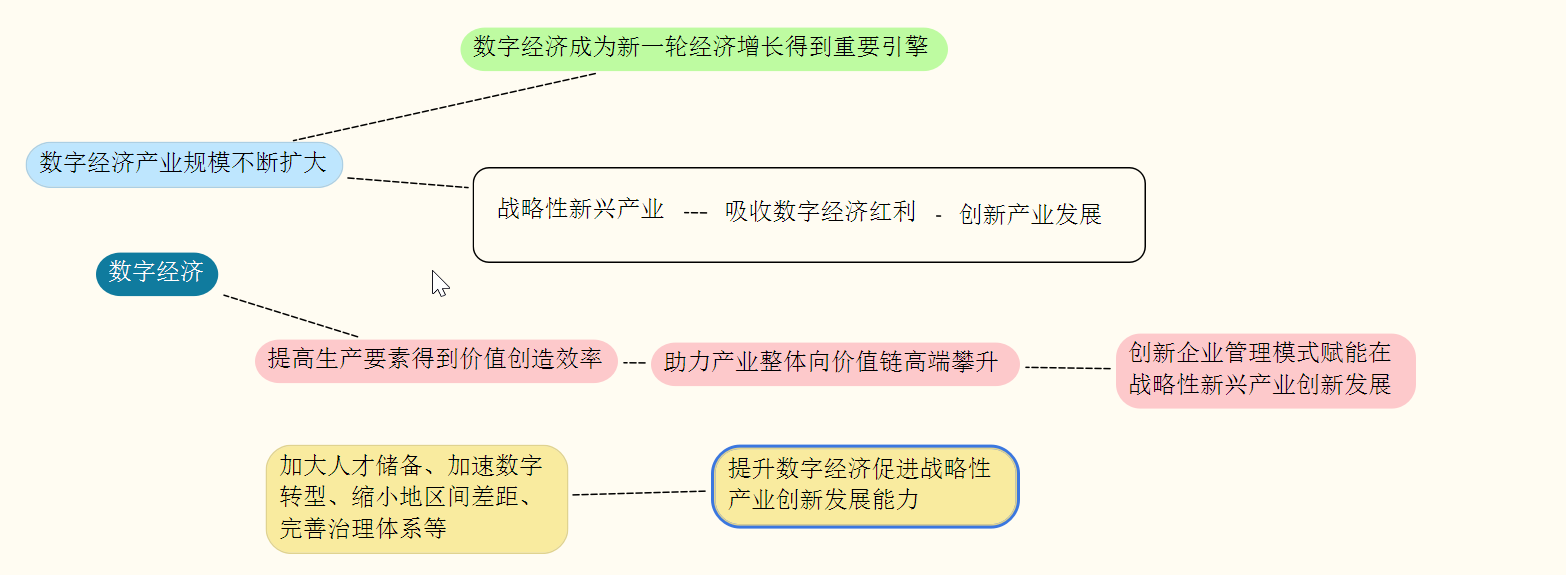 数字经济成为新一轮经济增长得到重要引擎
数字经济产业规模不断扩大
战略性新兴产业 --- 吸收数字经济红利 - 创新产业发展
数字经济
提高生产要素得到价值创造效率
助力产业整体向价值链高端攀升
创新企业管理模式赋能在
战略性新兴产业创新发展
加大人才储备、加速数字
转型、缩小地区间差距、
完善治理体系等
提升数字经济促进战略性
产业创新发展能力